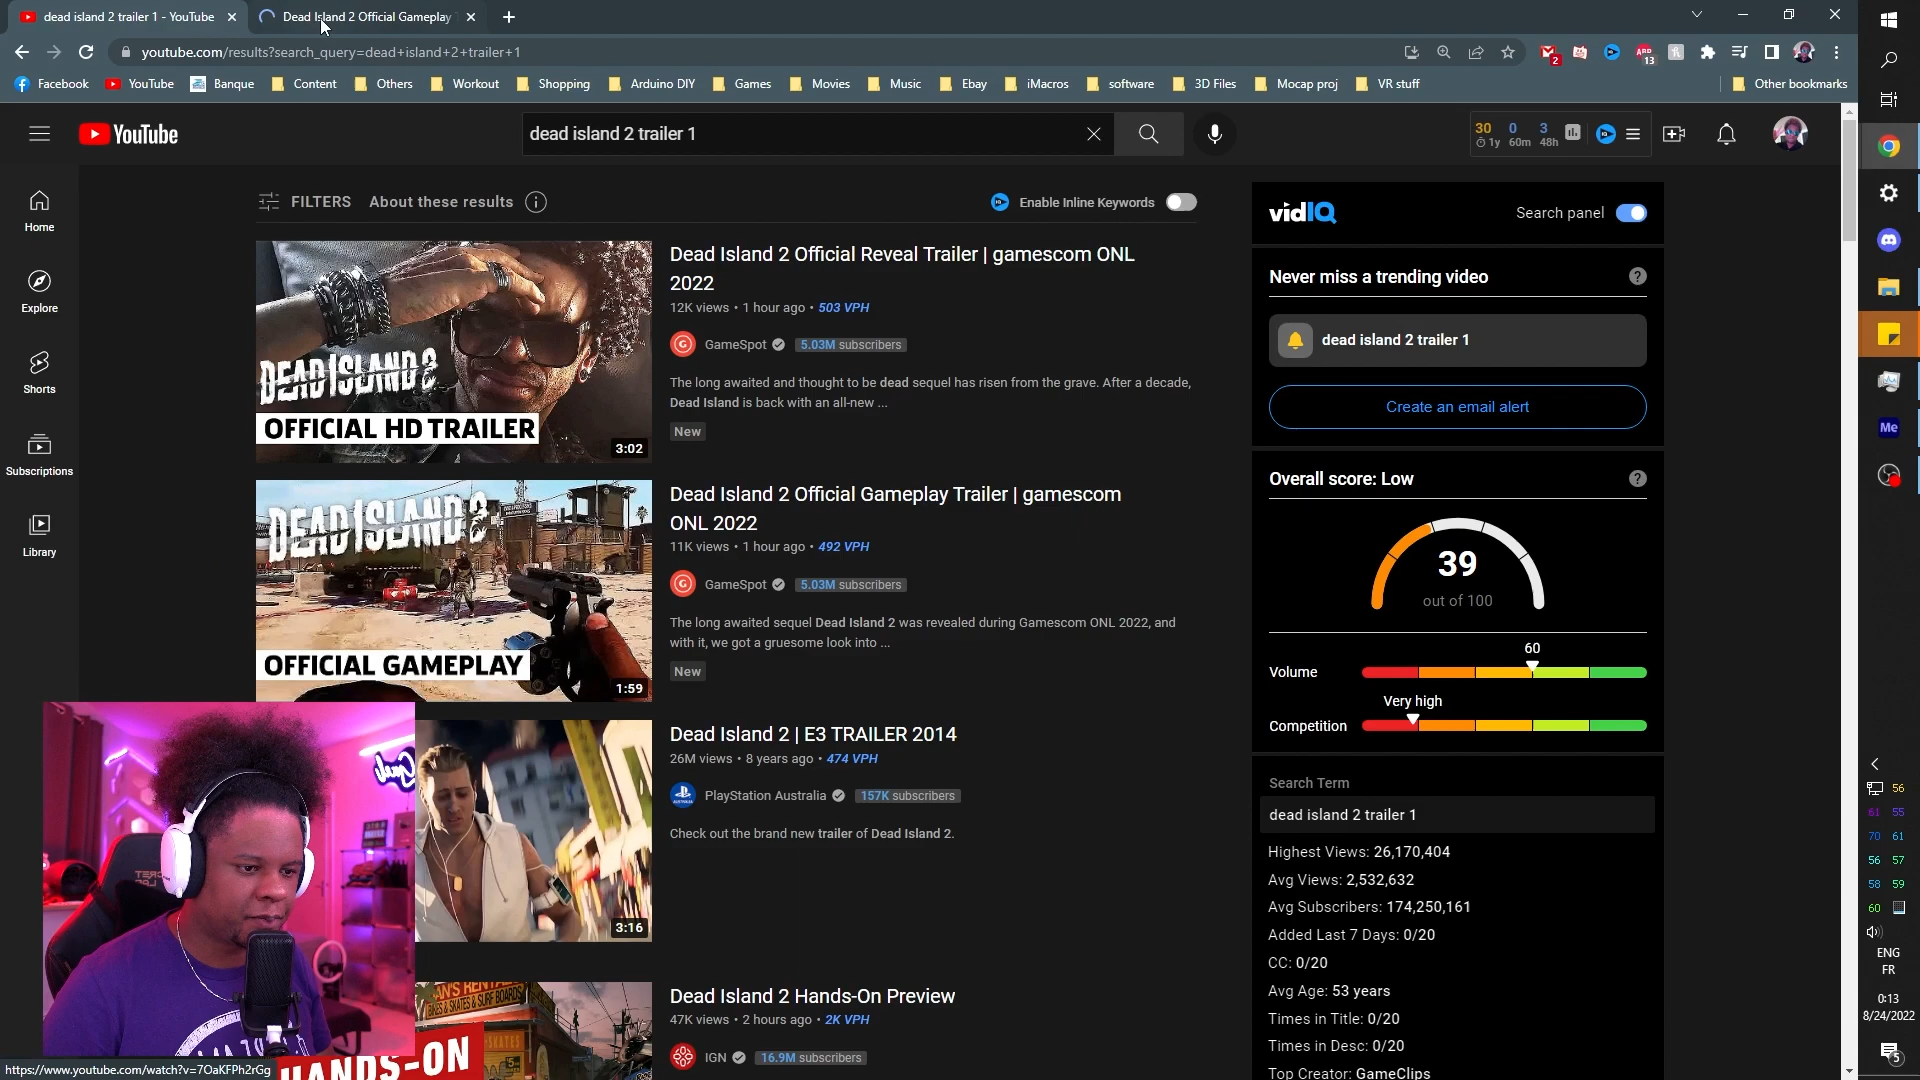 dead island 2 trailer 1 - YouTube
Dead Island 2 Official Gameplay
youtube.com/results?search_query=dead+island+2+trailer+1
2
13
Facebook
YouTube
Banque
Content
Others
Workout
Shopping
Arduino DIY
Games
Movies
Music
Ebay
iMacros
software
3D Files
Mocap proj
VR stuff
Other bookmarks
YouTube
dead island 2 trailer 1
30 0 3
1y 60m 48h
Home
Explore
Shorts
Subscriptions
Library
FILTERS
About these results
Enable Inline Keywords
DEAD ISLAND 2
OFFICIAL HD TRAILER
3:02
Dead Island 2 Official Reveal Trailer | gamescom ONL
2022
12K views • 1 hour ago • 503 VPH
GameSpot
5.03M subscribers
The long awaited and thought to be dead sequel has risen from the grave. After a decade,
Dead Island is back with an all-new ...
New
DEAD ISLAND 2
OFFICIAL GAMEPLAY
1:59
Dead Island 2 Official Gameplay Trailer | gamescom
ONL 2022
11K views • 1 hour ago • 492 VPH
GameSpot
5.03M subscribers
The long awaited sequel Dead Island 2 was revealed during Gamescom ONL 2022, and
with it, we got a gruesome look into ...
New
3:16
Dead Island 2 | E3 TRAILER 2014
26M views • 8 years ago • 474 VPH
PlayStation Australia
157K subscribers
Check out the brand new trailer of Dead Island 2.
HANDS-ON
Dead Island 2 Hands-On Preview
47K views • 2 hours ago • 2K VPH
IGN
16.9M subscribers
https://www.youtube.com/watch?v=7OaKFPh2rGg
vidIQ
Search panel
Never miss a trending video
dead island 2 trailer 1
Create an email alert
Overall score: Low
39
out of 100
60
Volume
Very high
Competition
Search Term
dead island 2 trailer 1
Highest Views: 26,170,404
Avg Views: 2,532,632
Avg Subscribers: 174,250,161
Added Last 7 Days: 0/20
CC: 0/20
Avg Age: 53 years
Times in Title: 0/20
Times in Desc: 0/20
Top Creator: GameClips
Me
56
61 55
70 61
56 57
58 59
60
ENG
FR
0:13
8/24/2022
5